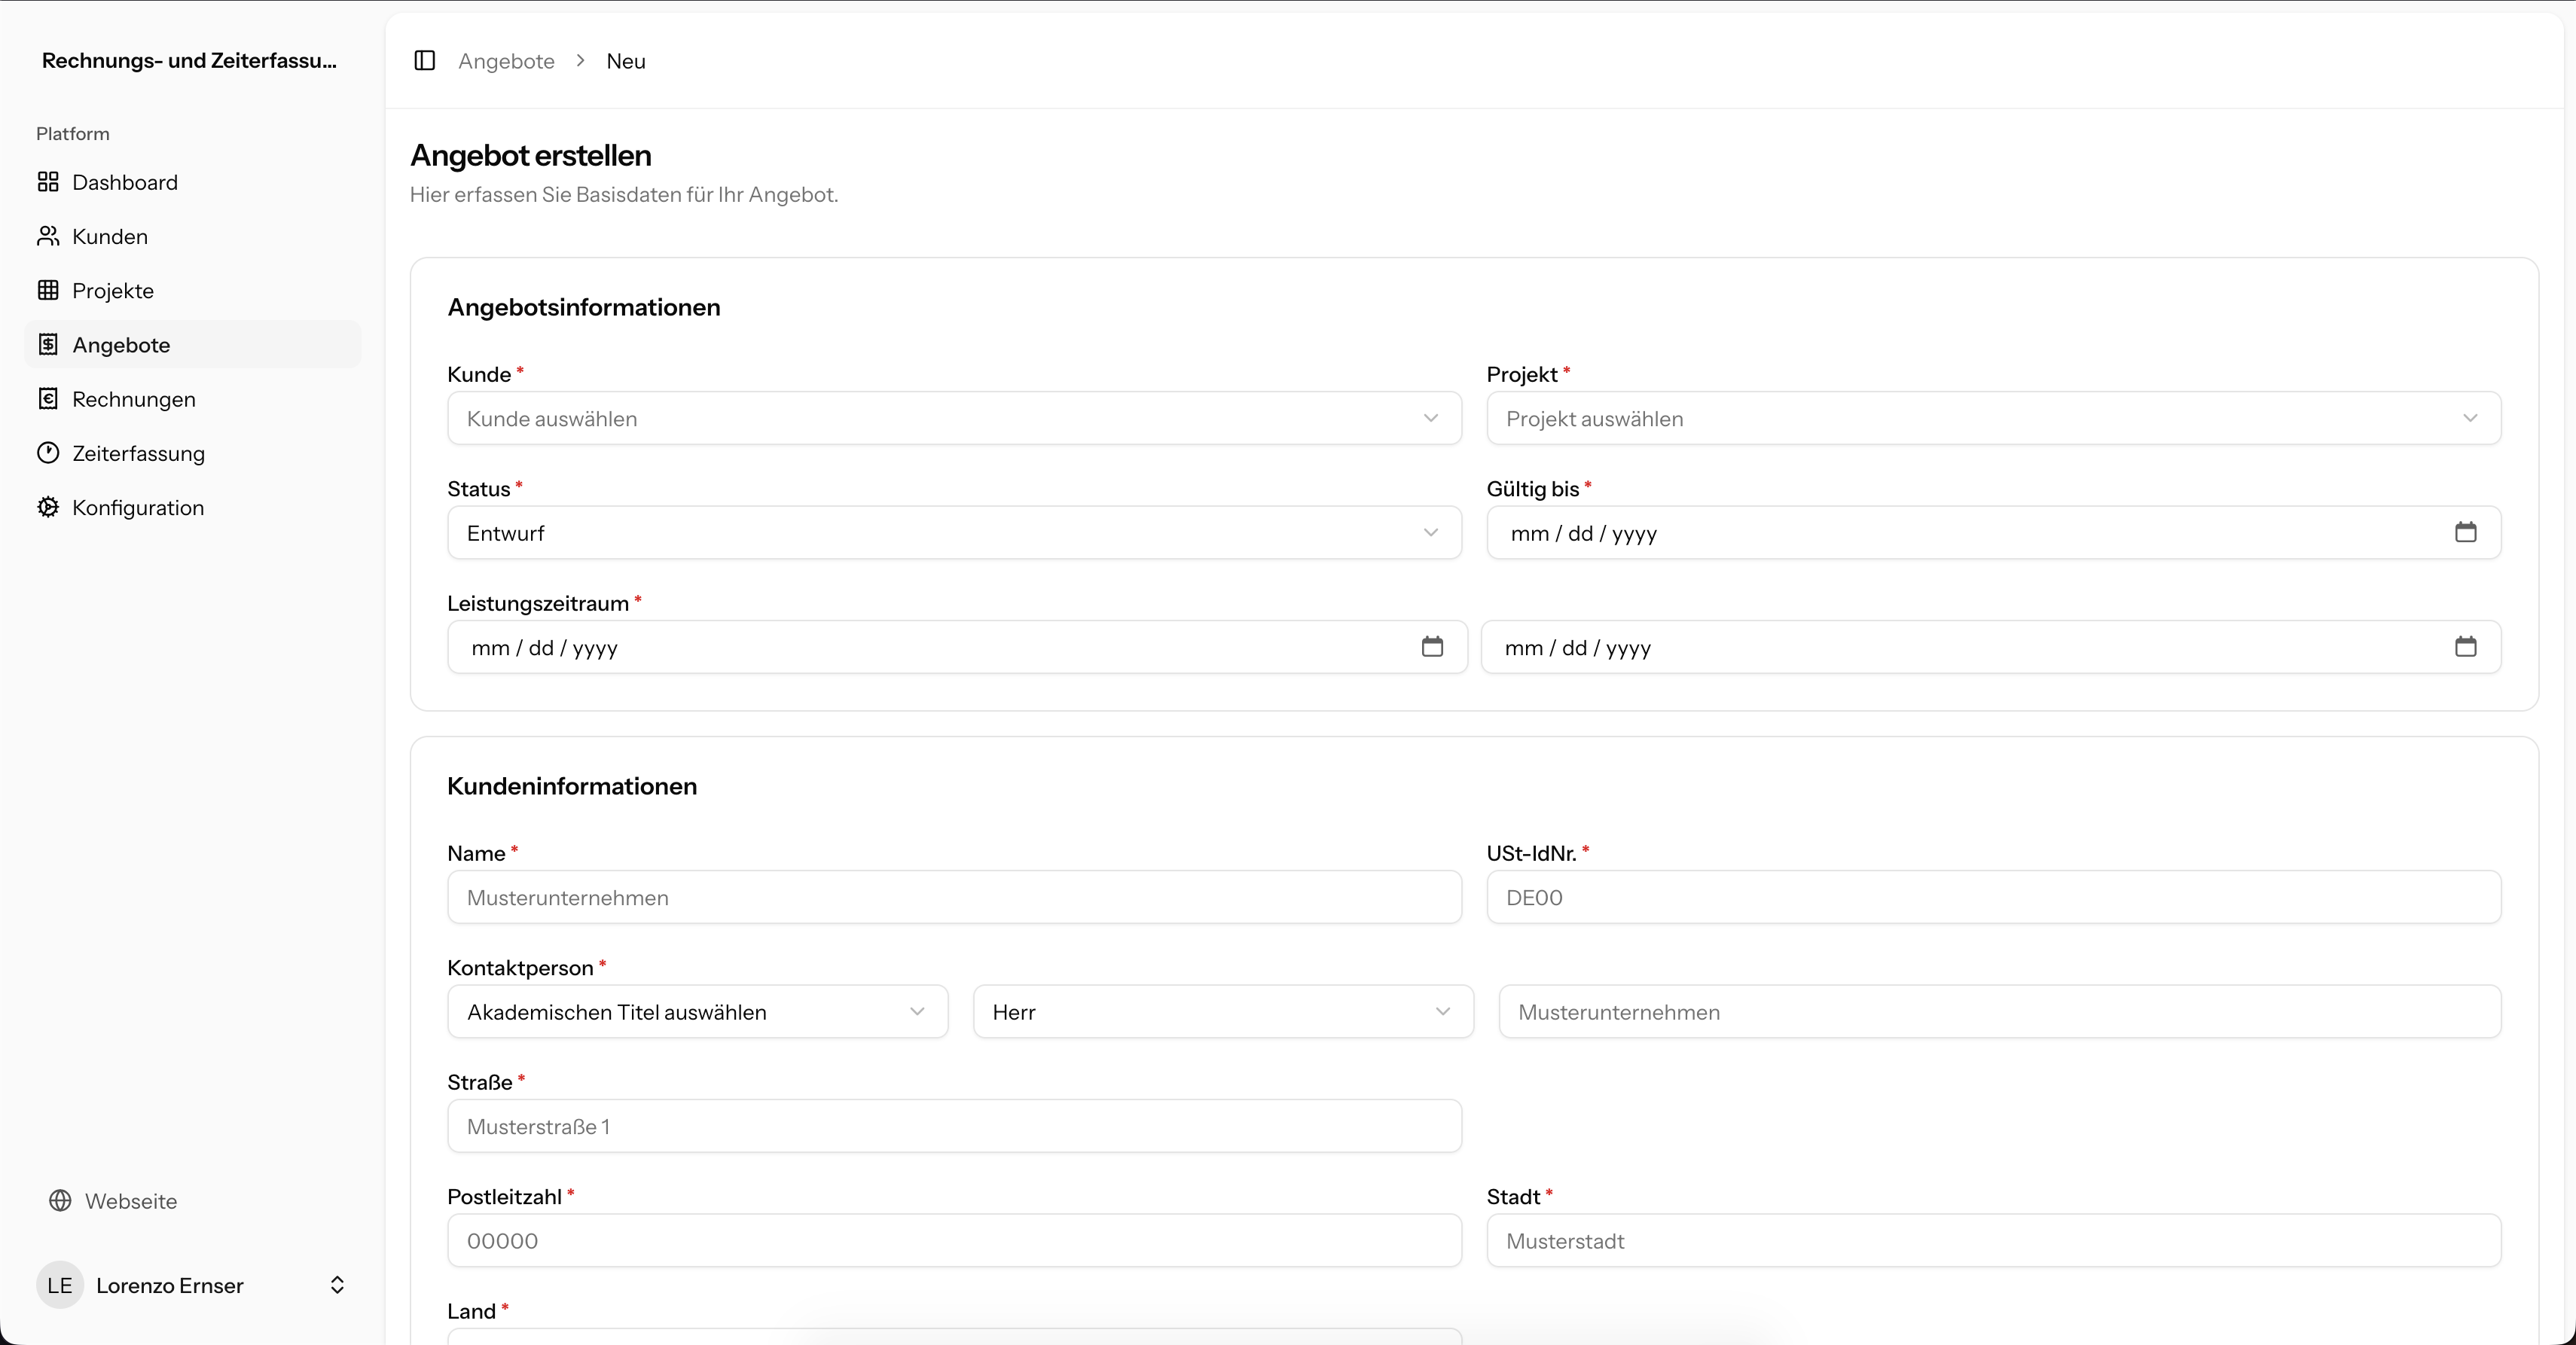 Rechnungs- und Zeiterfassu...
Platform
Dashboard
Kunden
Projekte
Angebote
Rechnungen
Zeiterfassung
Konfiguration
Webseite
LE Lorenzo Ernser
Angebote > Neu
Angebot erstellen
Hier erfassen Sie Basisdaten für Ihr Angebot.
Angebotsinformationen
Kunde * Projekt *
Kunde auswählen Projekt auswählen
Status * Gültig bis *
Entwurf mm / dd / yyyy
Leistungszeitraum *
mm / dd / yyyy mm / dd / yyyy
Kundeninformationen
Name * USt-IdNr. *
Musterunternehmen DE00
Kontaktperson *
Akademischen Titel auswählen Herr Musterunternehmen
Straße *
Musterstraße 1
Postleitzahl * Stadt *
00000 Musterstadt
Land *